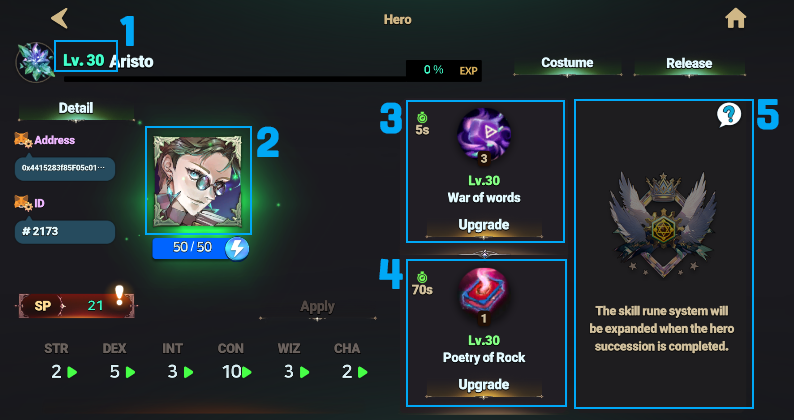 Hero
1
Lv. 30 Aristo
0 % EXP
Costume
Release
Detail
Address
0x4415283f85F05c01...
ID
# 2173
2
50 / 50
SP 21
Apply
STR DEX INT CON WIZ CHA
2 5 3 10 3 2
3
5s
3
Lv.30
War of words
Upgrade
4
70s
1
Lv.30
Poetry of Rock
Upgrade
5
?
The skill rune system will
be expanded when the hero
succession is completed.